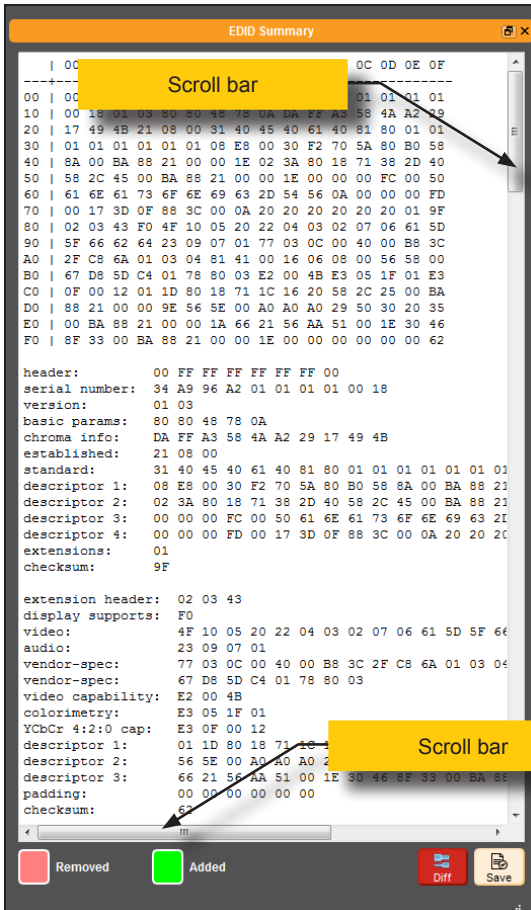 EDID Summary
| 00 0C 0D 0E 0F
Scroll bar
00 | 00 01 01 01 01
10 | 00 18 01 03 80 80 48 78 0A DA FF A3 58 4A A2 29
20 | 17 49 4B 21 08 00 31 40 45 40 61 40 81 80 01 01
30 | 01 01 01 01 01 01 08 E8 00 30 F2 70 5A 80 B0 58
40 | 8A 00 BA 88 21 00 00 1E 02 3A 80 18 71 38 2D 40
50 | 58 2C 45 00 BA 88 21 00 00 1E 00 00 00 FC 00 50
60 | 61 6E 61 73 6F 6E 69 63 2D 54 56 0A 00 00 00 FD
70 | 00 17 3D 0F 88 3C 00 0A 20 20 20 20 20 20 01 9F
80 | 02 03 43 F0 4F 10 05 20 22 04 03 02 07 06 61 5D
90 | 5F 66 62 64 23 09 07 01 77 03 0C 00 40 00 B8 3C
A0 | 2F C8 6A 01 03 04 81 41 00 16 06 08 00 56 58 00
B0 | 67 D8 5D C4 01 78 80 03 E2 00 4B E3 05 1F 01 E3
C0 | 0F 00 12 01 1D 80 18 71 1C 16 20 58 2C 25 00 BA
D0 | 88 21 00 00 9E 56 5E 00 A0 A0 A0 29 50 30 20 35
E0 | 00 BA 88 21 00 00 1A 66 21 56 AA 51 00 1E 30 46
F0 | 8F 33 00 BA 88 21 00 00 1E 00 00 00 00 00 00 62
header: 00 FF FF FF FF FF FF 00
serial number: 34 A9 96 A2 01 01 01 01 00 18
version: 01 03
basic params: 80 80 48 78 0A
chroma info: DA FF A3 58 4A A2 29 17 49 4B
established: 21 08 00
standard: 31 40 45 40 61 40 81 80 01 01 01 01 01 01 01
descriptor 1: 08 E8 00 30 F2 70 5A 80 B0 58 8A 00 BA 88 21
descriptor 2: 02 3A 80 18 71 38 2D 40 58 2C 45 00 BA 88 21
descriptor 3: 00 00 00 FC 00 50 61 6E 61 73 6F 6E 69 63 2D
descriptor 4: 00 00 00 FD 00 17 3D 0F 88 3C 00 0A 20 20 20
extensions: 01
checksum: 9F
extension header: 02 03 43
display supports: F0
video: 4F 10 05 20 22 04 03 02 07 06 61 5D 5F 66
audio: 23 09 07 01
vendor-spec: 77 03 0C 00 40 00 B8 3C 2F C8 6A 01 03 04
vendor-spec: 67 D8 5D C4 01 78 80 03
video capability: E2 00 4B
colorimetry: E3 05 1F 01
YCbCr 4:2:0 cap: E3 0F 00 12
descriptor 1: 01 1D 80 18 71 1C
Scroll bar
descriptor 2: 56 5E 00 A0 A0 A0
descriptor 3: 66 21 56 AA 51 00 1E 30 46 8F 33 00 BA 88
padding: 00 00 00 00 00 00
checksum: 62
Removed Added
Diff Save